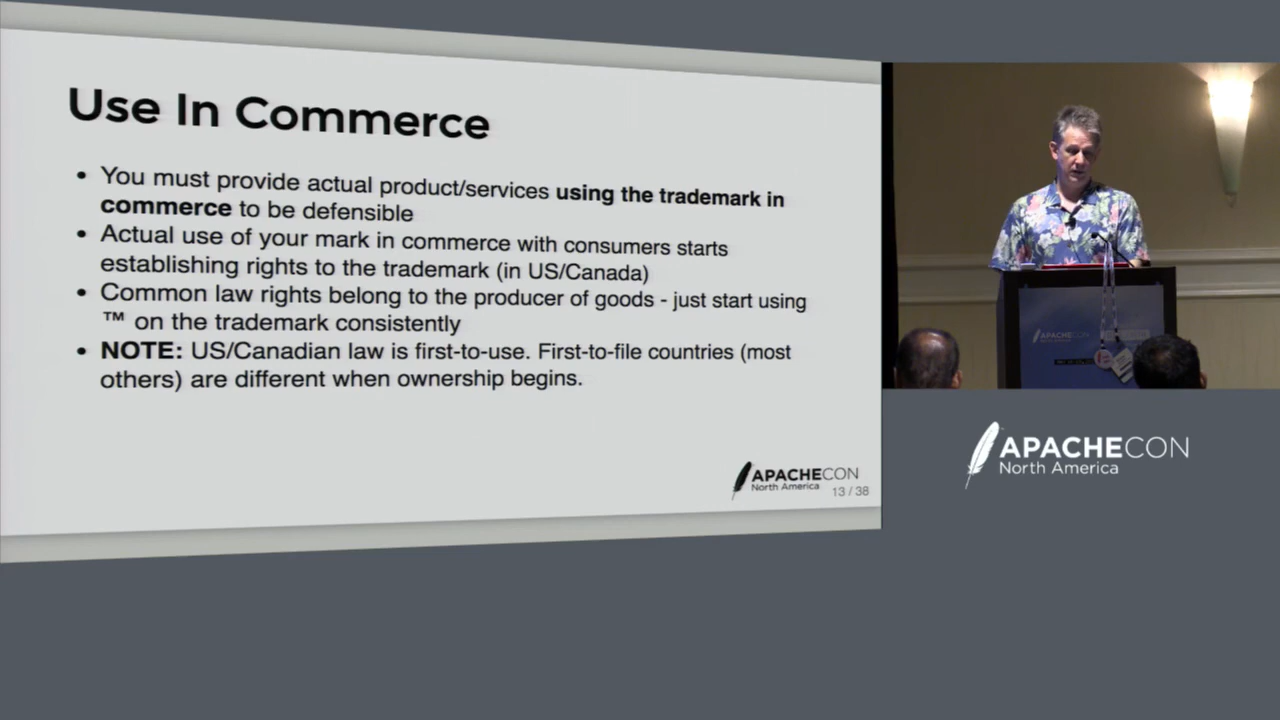 Use In Commerce
• You must provide actual product/services using the trademark in
commerce to be defensible
• Actual use of your mark in commerce with consumers starts
establishing rights to the trademark (in US/Canada)
• Common law rights belong to the producer of goods - just start using
™ on the trademark consistently
• NOTE: US/Canadian law is first-to-use. First-to-file countries (most
others) are different when ownership begins.
APACHECON
North America
13 / 38
APACHECON
APACHECON
North America